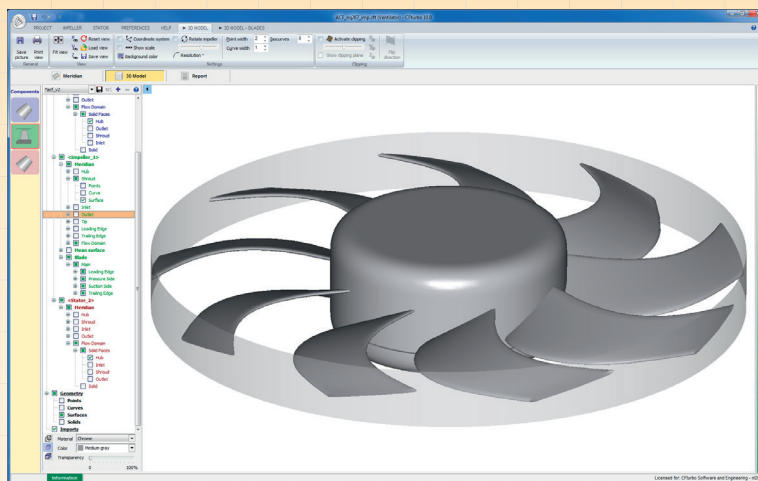 ACF_nqf67_imp.cft (Ventilator) - CFturbo 10.0
PROJECT IMPELLER STATOR PREFERENCES HELP 3D MODEL 3D MODEL - BLADES
Save picture Print view Fit view Reset view Load view Save view
Coordinate system Rotate impeller Point width 2 Isocurves 8 Activate clipping
Show scale Curve width 1
Background color Resolution Show clipping plane Flip direction
General View Settings Clipping
Meridian 3D Model Report
Components
Outlet
Flow Domain
Solid Faces
Hub
Outlet
Shroud
Inlet
Solid
<Impeller_1>
Meridian
Hub
Shroud
Points
Curve
Surface
Inlet
Outlet
Tip
Leading Edge
Trailing Edge
Flow Domain
Mean surface
Blade
Main
Leading Edge
Pressure Side
Suction Side
Trailing Edge
<Stator_2>
Meridian
Hub
Shroud
Inlet
Outlet
Flow Domain
Solid Faces
Hub
Inlet
Shroud
Outlet
Solid
Geometry
Points
Curves
Surfaces
Solids
Imports
Material Chrome
Color Medium gray
Transparency
0 100%
Information
Licensed for: CFturbo Software and Engineering -